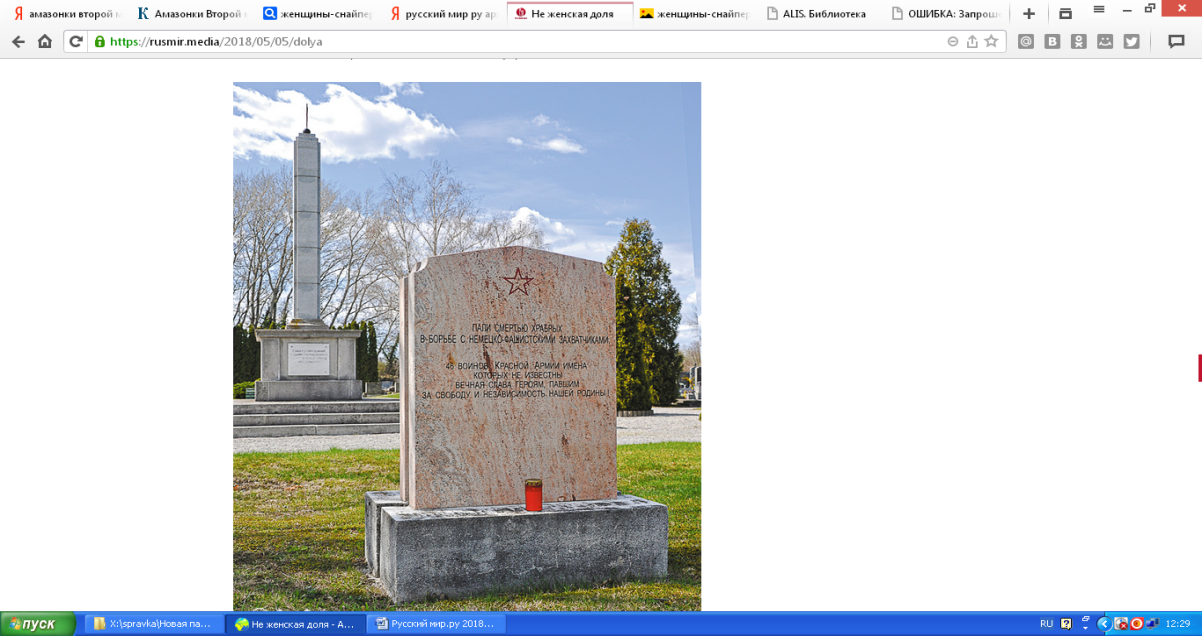 амазонки второй м
Амазонки Второй
женщины-снайпер
русский мир ру ар
Не женская доля
женщины-снайпер
ALIS. Библиотека
ОШИБКА: Запрош
https://rusmir.media/2018/05/05/dolya
ПАЛИ СМЕРТЬЮ ХРАБРЫХ
В БОРЬБЕ С НЕМЕЦКО-ФАШИСТСКИМИ ЗАХВАТЧИКАМИ
48 ВОИНОВ КРАСНОЙ АРМИИ ИМЕНА
КОТОРЫХ НЕ ИЗВЕСТНЫ
ВЕЧНАЯ СЛАВА ГЕРОЯМ, ПАВШИМ
ЗА СВОБОДУ И НЕЗАВИСИМОСТЬ НАШЕЙ РОДИНЫ!
пуск
X:\spravka\Новая па...
Не женская доля - А...
Русский мир.ру 2018...
RU
12:29